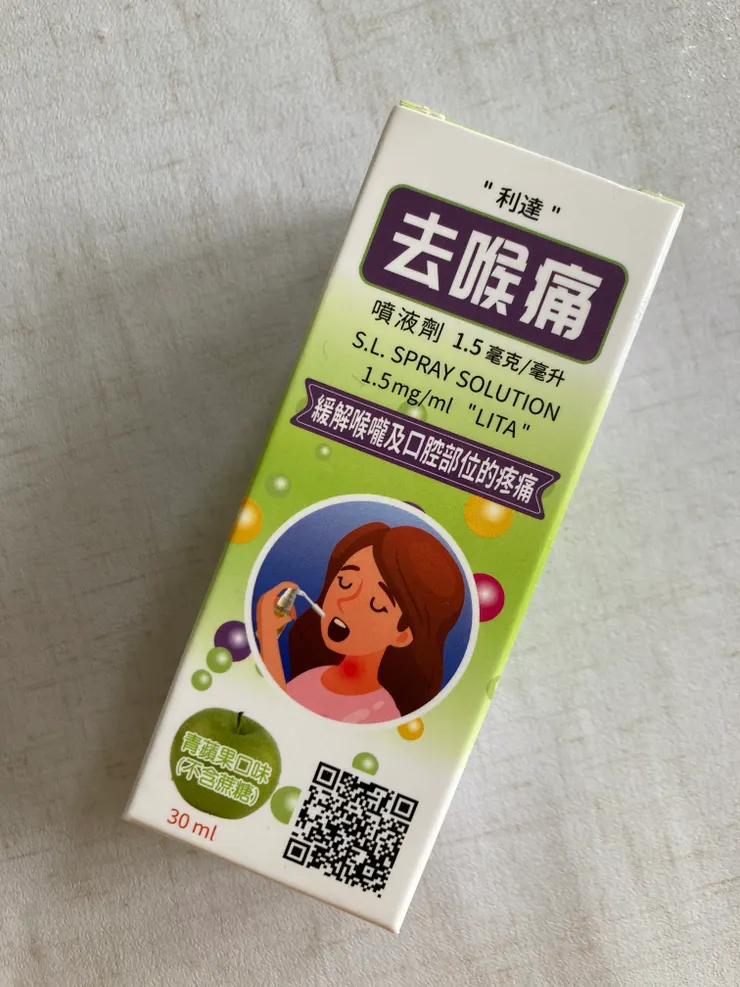 "利達"
去喉痛
噴液劑 1.5 毫克/毫升
S.L. SPRAY SOLUTION
1.5mg/ml "LITA"
緩解喉嚨及口腔部位的疼痛
青蘋果口味
(不含蔗糖)
30 ml